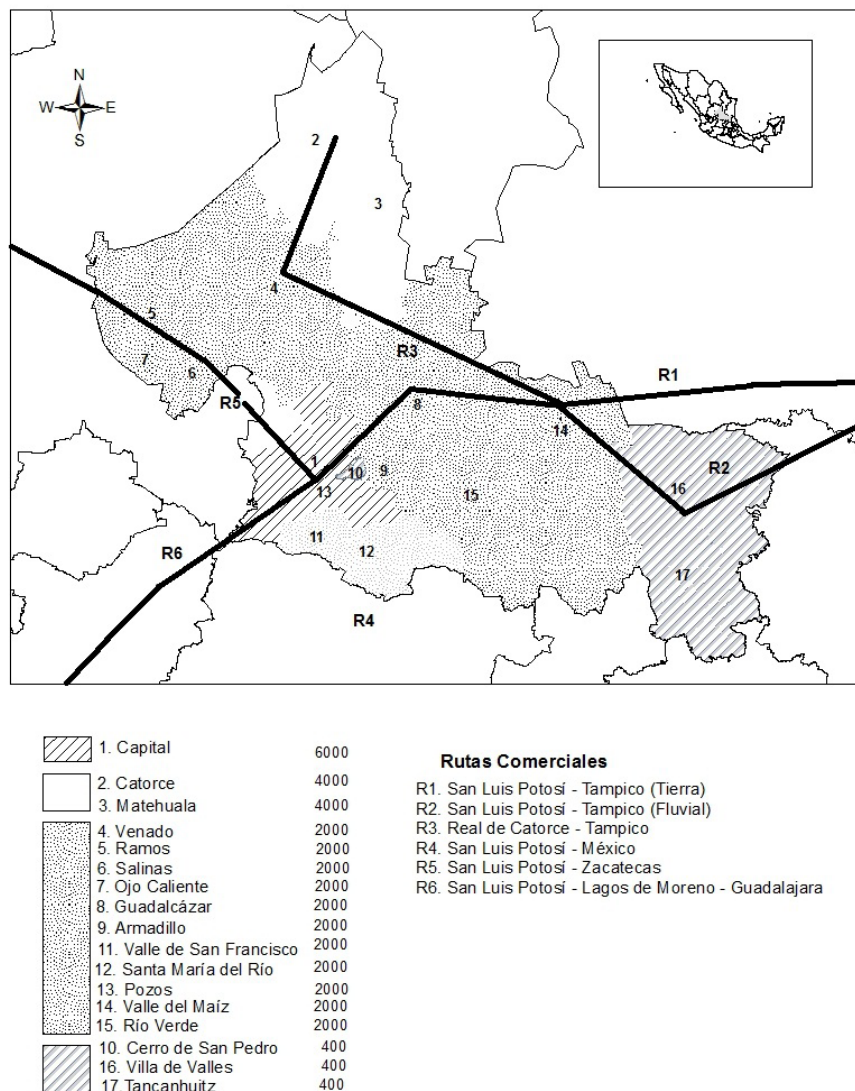 N
W E
S
2
3
4
5
R3
7
6
R1
R5
8
14
1
R2
10 9
16
13
15
11
R6
12
17
R4
1. Capital 6000
2. Catorce 4000
3. Matehuala 4000
4. Venado 2000
5. Ramos 2000
6. Salinas 2000
7. Ojo Caliente 2000
8. Guadalcázar 2000
9. Armadillo 2000
11. Valle de San Francisco 2000
12. Santa María del Río 2000
13. Pozos 2000
14. Valle del Maíz 2000
15. Río Verde 2000
10. Cerro de San Pedro 400
16. Villa de Valles 400
17. Tancanhuitz 400
Rutas Comerciales
R1. San Luis Potosí - Tampico (Tierra)
R2. San Luis Potosí - Tampico (Fluvial)
R3. Real de Catorce - Tampico
R4. San Luis Potosí - México
R5. San Luis Potosí - Zacatecas
R6. San Luis Potosí - Lagos de Moreno - Guadalajara